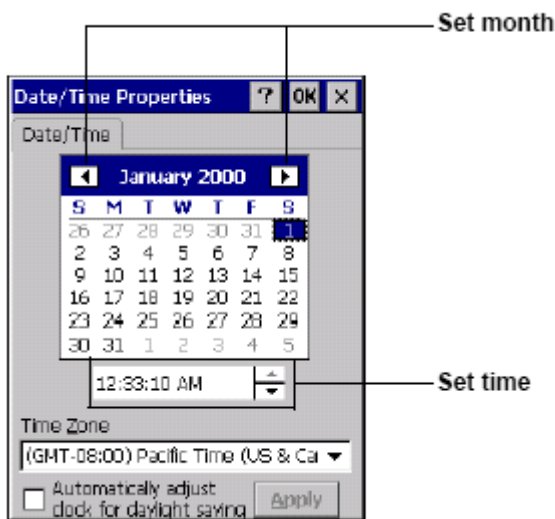 Set month
Date/Time Properties ? OK ×
Date/Time
January 2000
S M T W T F S
26 27 28 29 30 31 1
2 3 4 5 6 7 8
9 10 11 12 13 14 15
16 17 18 19 20 21 22
23 24 25 26 27 28 29
30 31 1 2 3 4 5
12:33:10 AM
Set time
Time Zone
(GMT-08:00) Pacific Time (US & Ca
Automatically adjust
clock for daylight saving
Apply